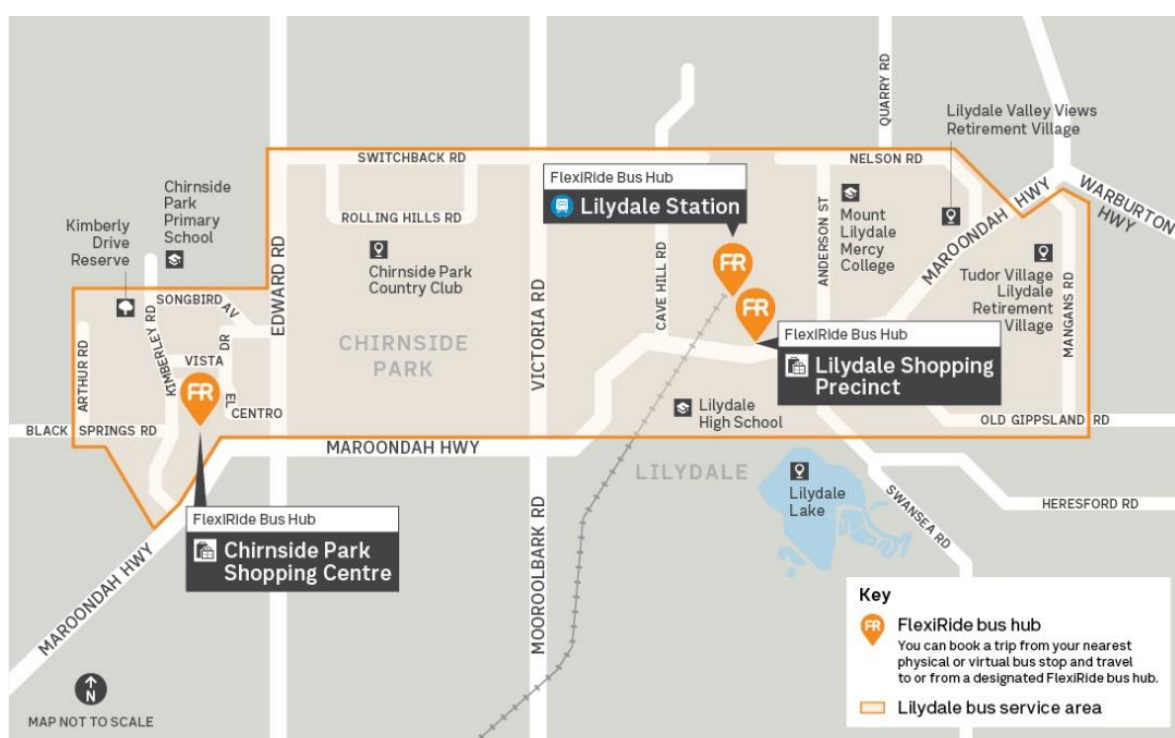 QUARRY RD
Lilydale Valley Views
Retirement Village
SWITCHBACK RD
NELSON RD
WARBURTON
HWY
FlexiRide Bus Hub
Lilydale Station
Chirnside
Park
Primary
School
Kimberly
Drive
Reserve
ROLLING HILLS RD
Chirnside Park
Country Club
EDWARD RD
VICTORIA RD
CAVE HILL RD
FR
FR
ANDERSON ST
Mount
Lilydale
Mercy
College
MAROONDAH HWY
Tudor Village
Lilydale
Retirement
Village
MANGANS RD
SONGBIRD AV
ARTHUR RD
KIMBERLEY RD
VISTA
DR
EL
CENTRO
FR
CHIRNSIDE
PARK
FlexiRide Bus Hub
Lilydale Shopping
Precinct
Lilydale
High School
OLD GIPPSLAND RD
BLACK SPRINGS RD
MAROONDAH HWY
LILYDALE
Lilydale
Lake
SWANSEA RD
HERESFORD RD
FlexiRide Bus Hub
Chirnside Park
Shopping Centre
MAROONDAH HWY
MOOROOLBARK RD
N
MAP NOT TO SCALE
Key
FR
FlexiRide bus hub
You can book a trip from your nearest
physical or virtual bus stop and travel
to or from a designated FlexiRide bus hub.
Lilydale bus service area